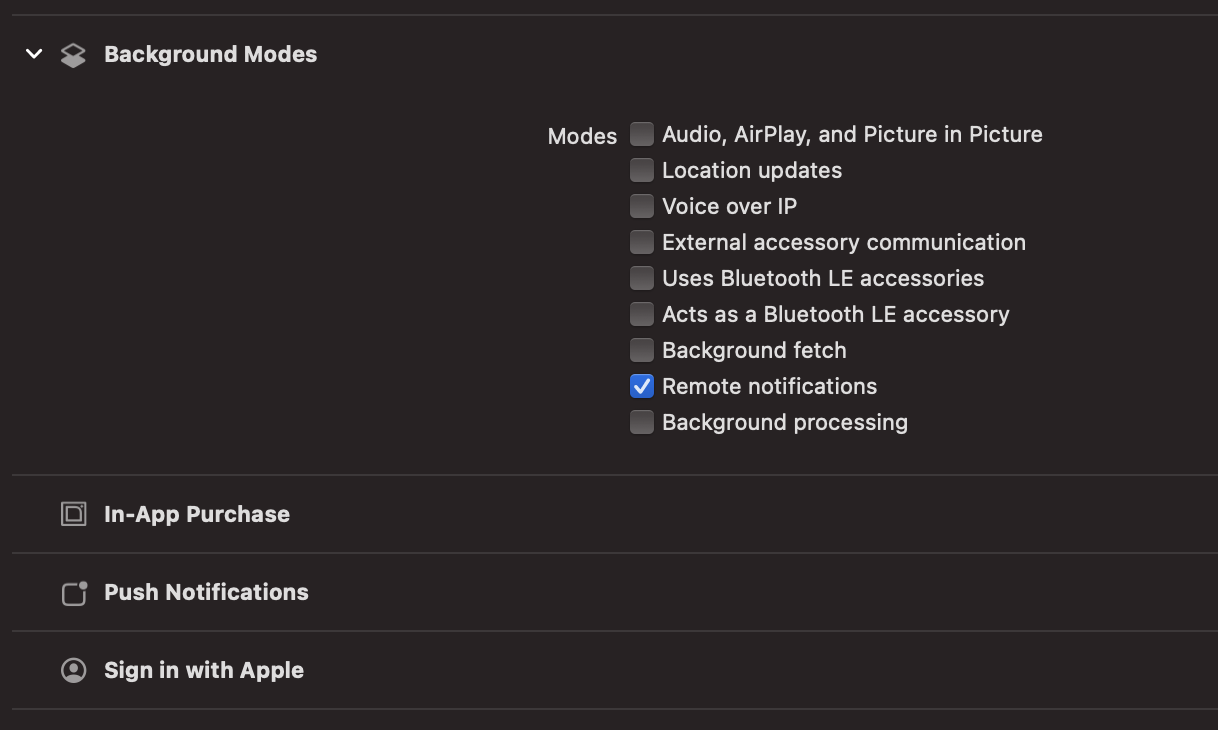 Background Modes
Modes Audio, AirPlay, and Picture in Picture
Location updates
Voice over IP
External accessory communication
Uses Bluetooth LE accessories
Acts as a Bluetooth LE accessory
Background fetch
Remote notifications
Background processing
In-App Purchase
Push Notifications
Sign in with Apple